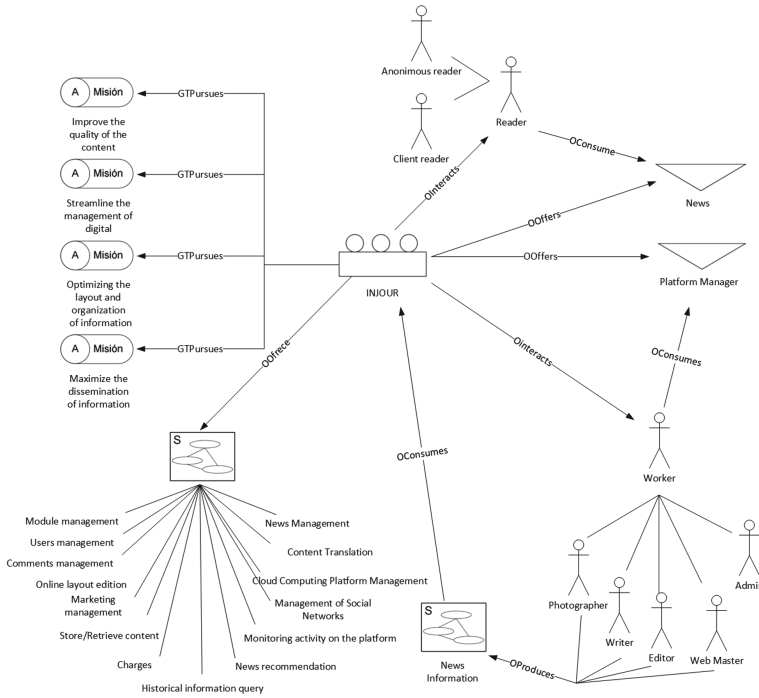 Anonimous reader
Client reader
Reader
OConsume
News
OInteracts
OOffers
OOffers
Platform Manager
A Misión
GTPursues
Improve the
quality of the
content
A Misión
GTPursues
Streamline the
management of
digital
A Misión
GTPursues
Optimizing the
layout and
organization
of information
A Misión
GTPursues
Maximize the
dissemination
of information
INJOUR
OOfrece
OInteracts
OConsumes
OConsumes
Worker
S
Module management
Users management
Comments management
Online layout edition
Marketing
management
Store/Retrieve content
Charges
Historical information query
News Management
Content Translation
Cloud Computing Platform Management
Management of Social
Networks
Monitoring activity on the platform
News recommendation
S
News
Information
OProduces
Photographer
Writer
Editor
Web Master
Admi